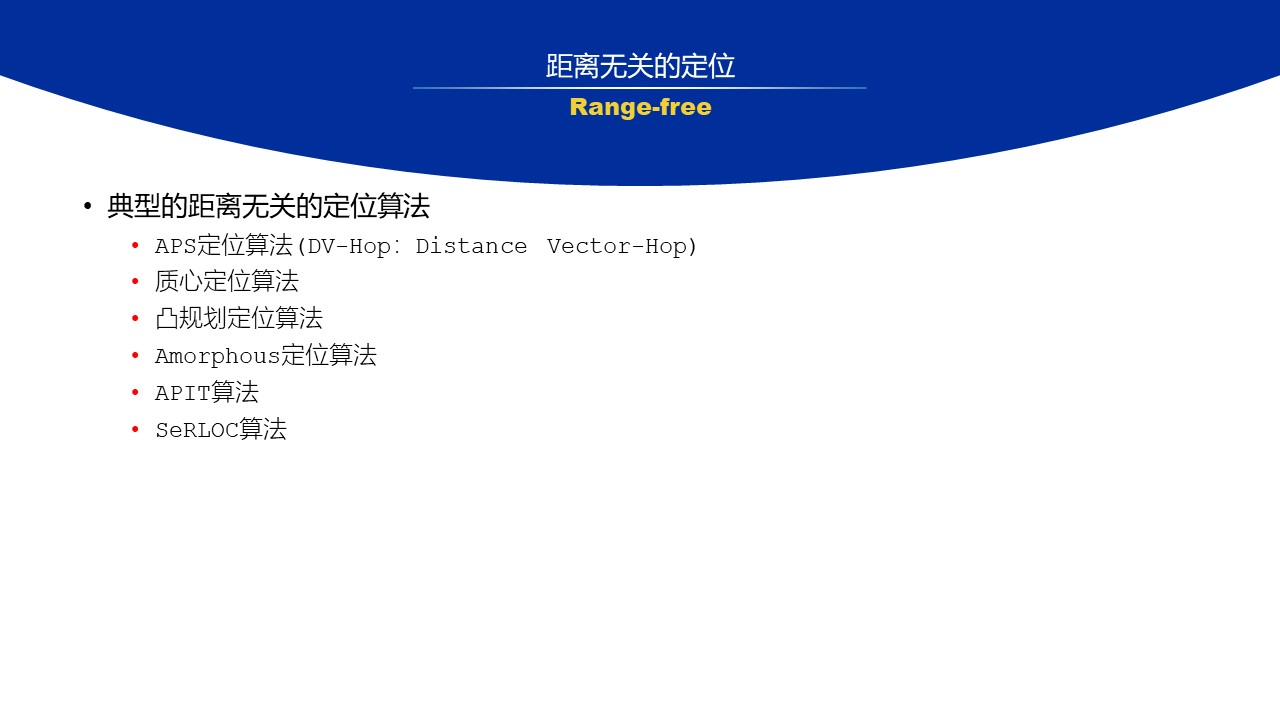 距离无关的定位
Range-free
• 典型的距离无关的定位算法
• APS定位算法(DV-Hop：Distance Vector-Hop)
• 质心定位算法
• 凸规划定位算法
• Amorphous定位算法
• APIT算法
• SeRLOC算法